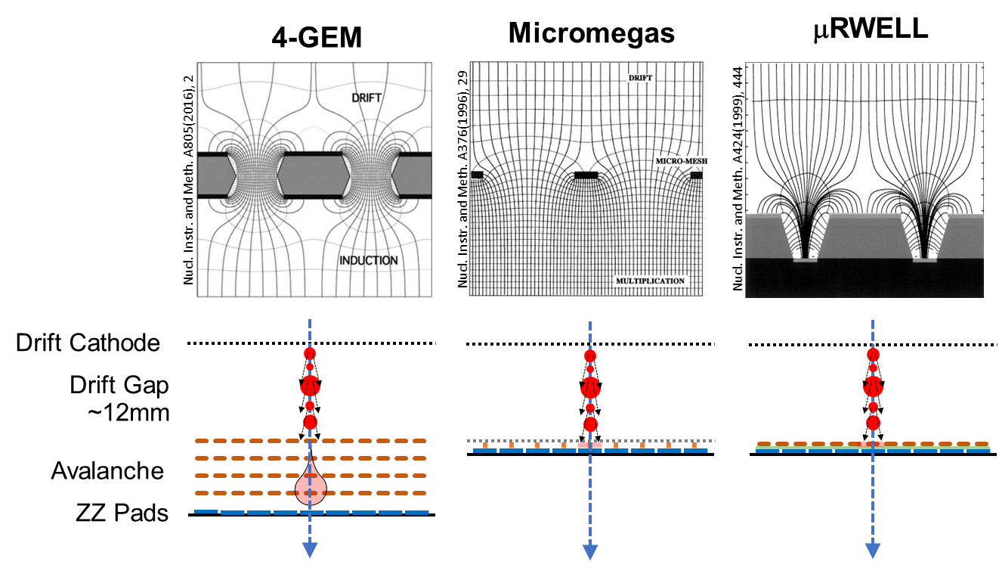 4-GEM
Micromegas
μRWELL
Nucl. Instr. and Meth. A805(2016), 2
DRIFT
INDUCTION
Nucl. Instr. and Meth. A376(1996), 29
DRIFT
MICRO-MESH
MULTIPLICATION
Nucl. Instr. and Meth. A424(1999), 444
Drift Cathode
Drift Gap
~12mm
Avalanche
ZZ Pads